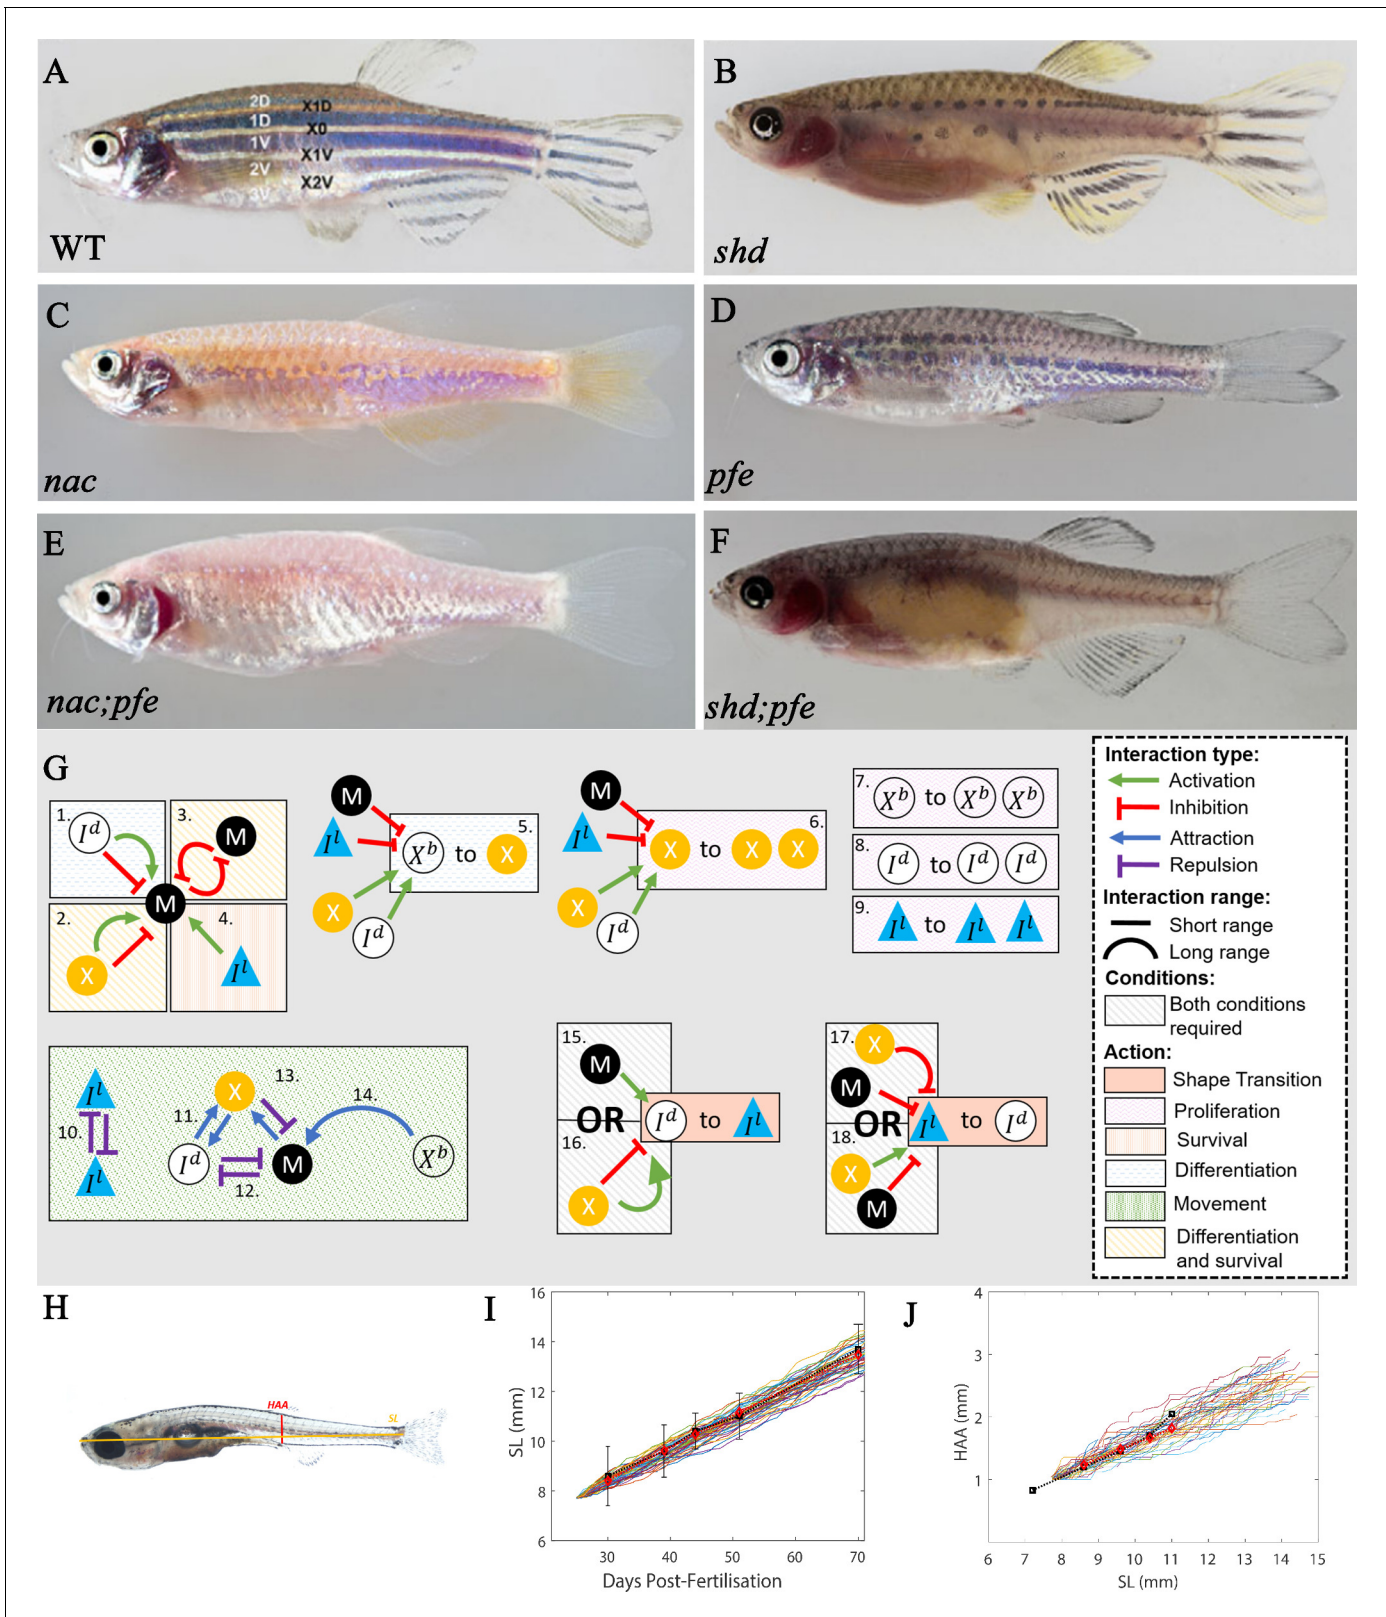 A
2D
1D
1V
2V
3V
X1D
X0
X1V
X2V
WT
B
shd
C
nac
D
pfe
E
nac;pfe
F
shd;pfe
G
1.
I^d
3.
M
M
2.
X
4.
I^l
M
I^l
5.
X^b to X
X
I^d
M
I^l
6.
X to X X
X
I^d
7.
X^b to X^b X^b
8.
I^d to I^d I^d
9.
I^l to I^l I^l
I^l
10.
I^l
X
13.
11.
14.
I^d
M
X^b
12.
15.
M
OR
I^d to I^l
16.
X
17.
X
M
OR
I^l to I^d
18.
X
M
Interaction type:
Activation
Inhibition
Attraction
Repulsion
Interaction range:
Short range
Long range
Conditions:
Both conditions
required
Action:
Shape Transition
Proliferation
Survival
Differentiation
Movement
Differentiation
and survival
H
HAA
SL
I
16
14
12
10
8
6
SL (mm)
30 40 50 60 70
Days Post-Fertilisation
J
4
3
2
1
HAA (mm)
6 7 8 9 10 11 12 13 14 15
SL (mm)